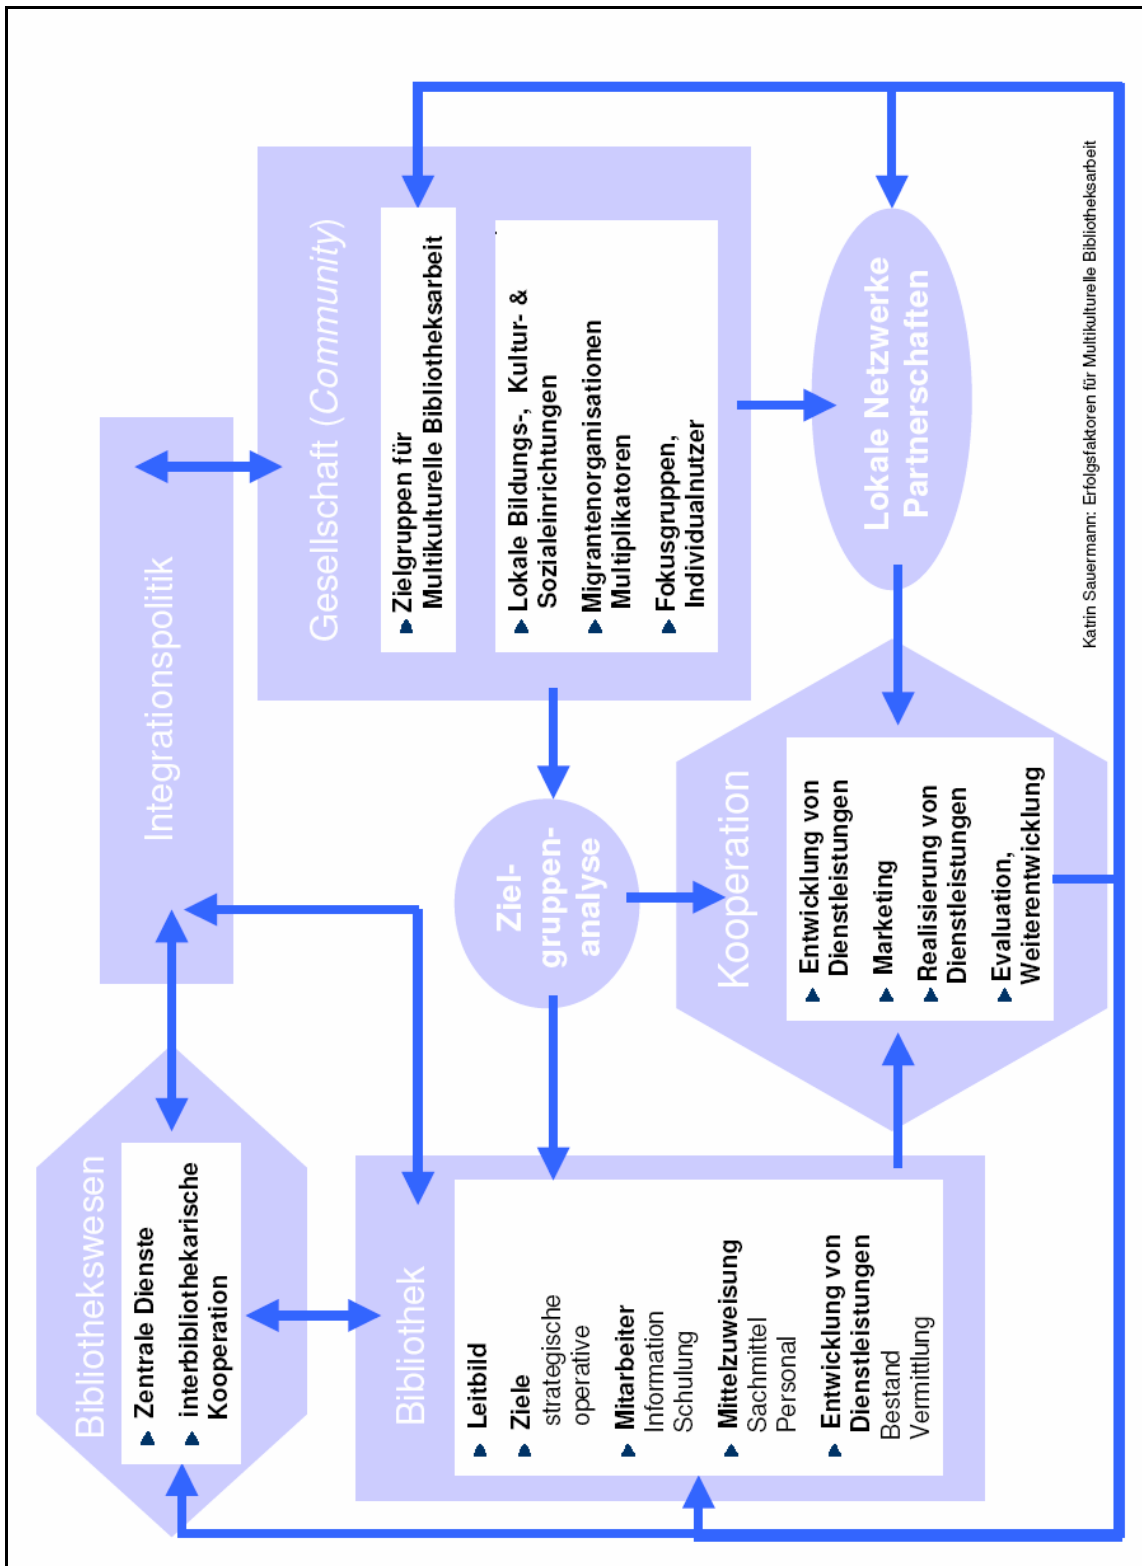 Bibliothekswesen
Zentrale Dienste
interbibliothekarische
Kooperation
Integrationspolitik
Gesellschaft (Community)
Zielgruppen für
Multikulturelle Bibliotheksarbeit
Lokale Bildungs-, Kultur- &
Sozialeinrichtungen
Migrantenorganisationen
Multiplikatoren
Fokusgruppen,
Individualnutzer
Bibliothek
Leitbild
Ziele
strategische
operative
Mitarbeiter
Information
Schulung
Mittelzuweisung
Sachmittel
Personal
Entwicklung von
Dienstleistungen
Bestand
Vermittlung
Ziel-
gruppen-
analyse
Kooperation
Entwicklung von
Dienstleistungen
Marketing
Realisierung von
Dienstleistungen
Evaluation,
Weiterentwicklung
Lokale Netzwerke
Partnerschaften
Katrin Sauermann: Erfolgsfaktoren für Multikulturelle Bibliotheksarbeit